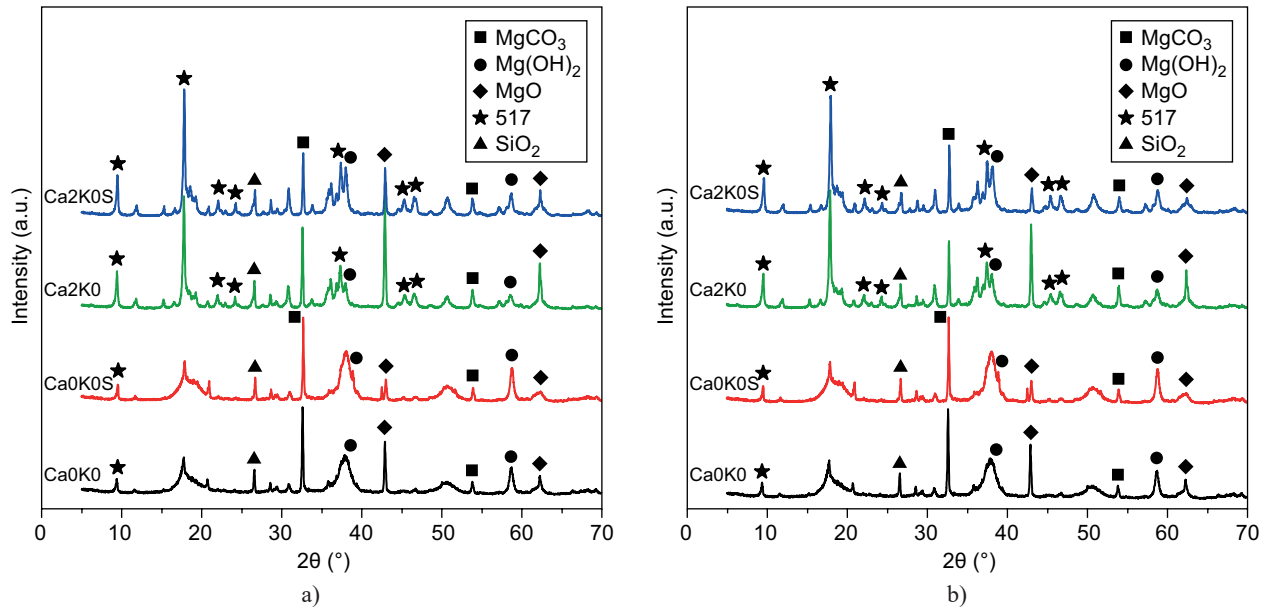 MgCO₃
Mg(OH)₂
MgO
517
SiO₂
Ca2K0S
Ca2K0
Ca0K0S
Ca0K0
Intensity (a.u.)
0 10 20 30 40 50 60 70
2θ (°)
a)
MgCO₃
Mg(OH)₂
MgO
517
SiO₂
Ca2K0S
Ca2K0
Ca0K0S
Ca0K0
Intensity (a.u.)
0 10 20 30 40 50 60 70
2θ (°)
b)